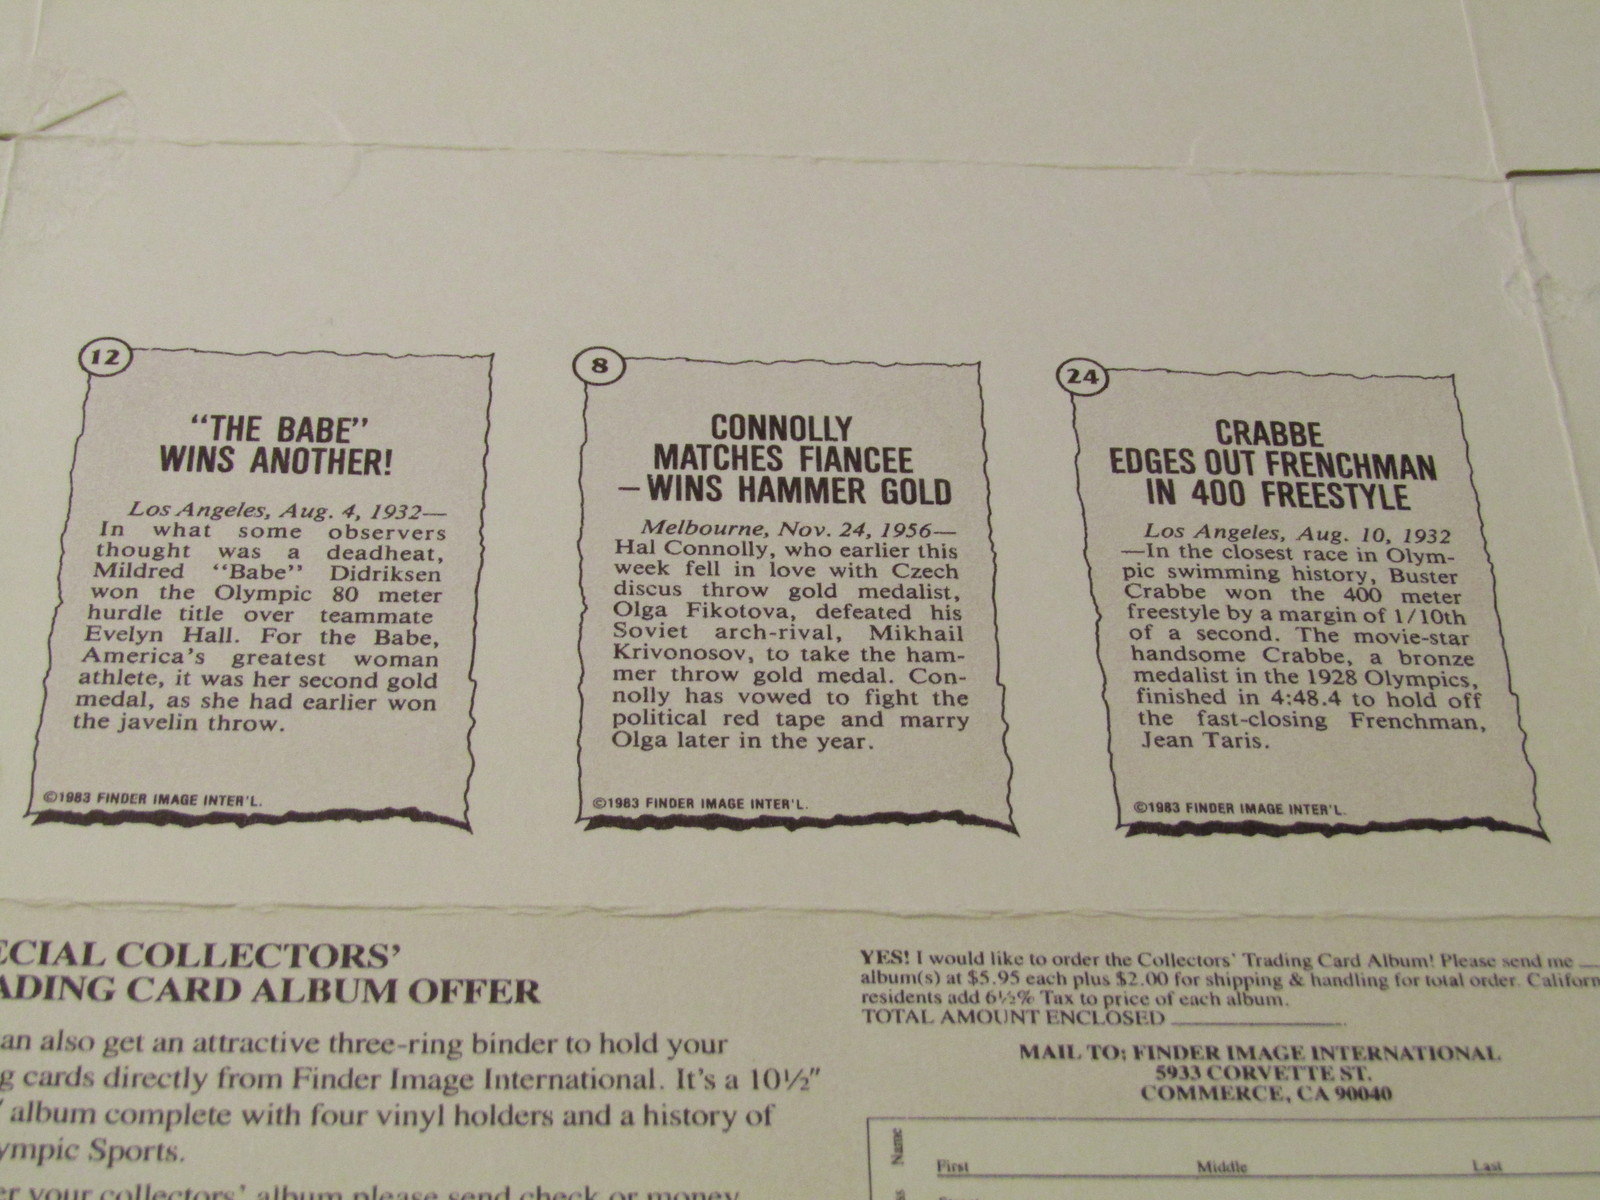 12
"THE BABE"
WINS ANOTHER!
Los Angeles, Aug. 4, 1932—
In what some observers
thought was a deadheat,
Mildred "Babe" Didriksen
won the Olympic 80 meter
hurdle title over teammate
Evelyn Hall. For the Babe,
America's greatest woman
athlete, it was her second gold
medal, as she had earlier won
the javelin throw.
©1983 FINDER IMAGE INTER'L.
8
CONNOLLY
MATCHES FIANCEE
—WINS HAMMER GOLD
Melbourne, Nov. 24, 1956—
Hal Connolly, who earlier this
week fell in love with Czech
discus throw gold medalist,
Olga Fikotova, defeated his
Soviet arch-rival, Mikhail
Krivonosov, to take the ham-
mer throw gold medal. Con-
nolly has vowed to fight the
political red tape and marry
Olga later in the year.
©1983 FINDER IMAGE INTER'L.
24
CRABBE
EDGES OUT FRENCHMAN
IN 400 FREESTYLE
Los Angeles, Aug. 10, 1932
—In the closest race in Olym-
pic swimming history, Buster
Crabbe won the 400 meter
freestyle by a margin of 1/10th
of a second. The movie-star
handsome Crabbe, a bronze
medalist in the 1928 Olympics,
finished in 4:48.4 to hold off
the fast-closing Frenchman,
Jean Taris.
©1983 FINDER IMAGE INTER'L.
ECIAL COLLECTORS'
ADING CARD ALBUM OFFER
an also get an attractive three-ring binder to hold your
g cards directly from Finder Image International. It's a 10½"
" album complete with four vinyl holders and a history of
ympic Sports.
er your collectors' album please send check or money
YES! I would like to order the Collectors' Trading Card Album! Please send me
album(s) at $5.95 each plus $2.00 for shipping & handling for total order. Californ
residents add 6½% Tax to price of each album.
TOTAL AMOUNT ENCLOSED
MAIL TO: FINDER IMAGE INTERNATIONAL
5933 CORVETTE ST.
COMMERCE, CA 90040
Name
First Middle Last